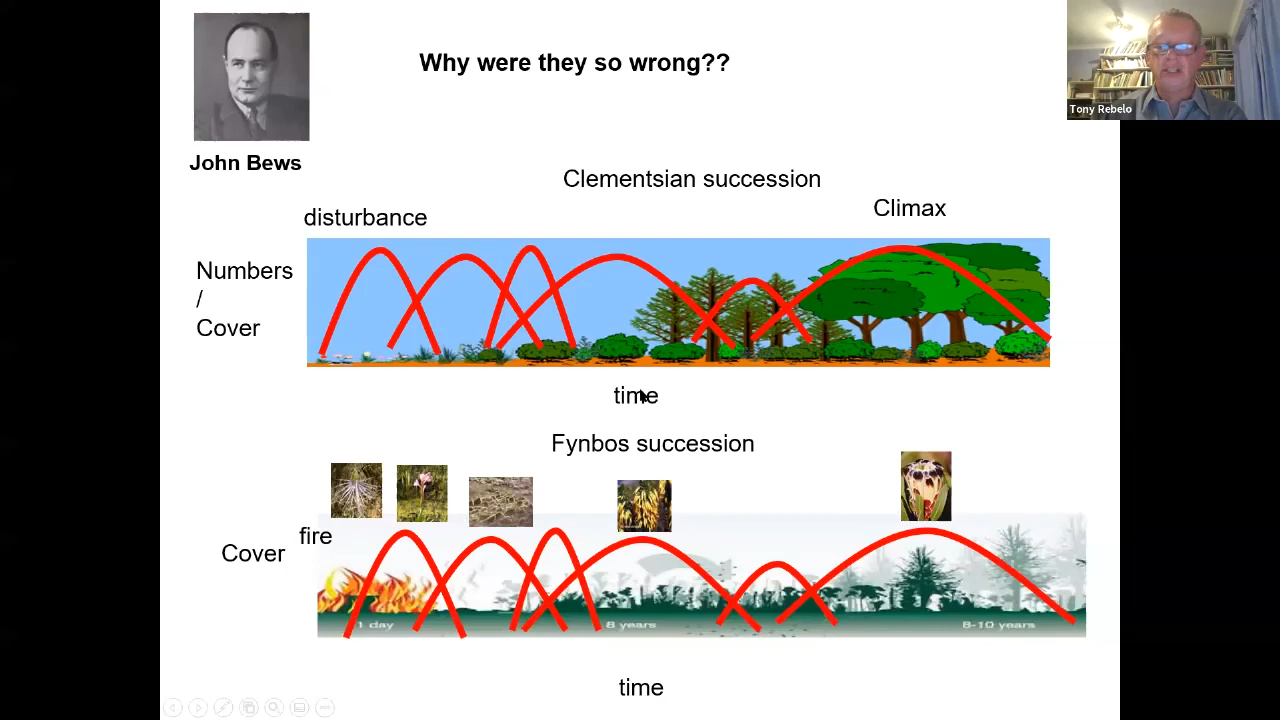 Why were they so wrong??
Tony Rebelo
John Bews
Clementsian succession
Climax
disturbance
Numbers
/
Cover
time
Fynbos succession
fire
Cover
1 day
8 years
8-10 years
time